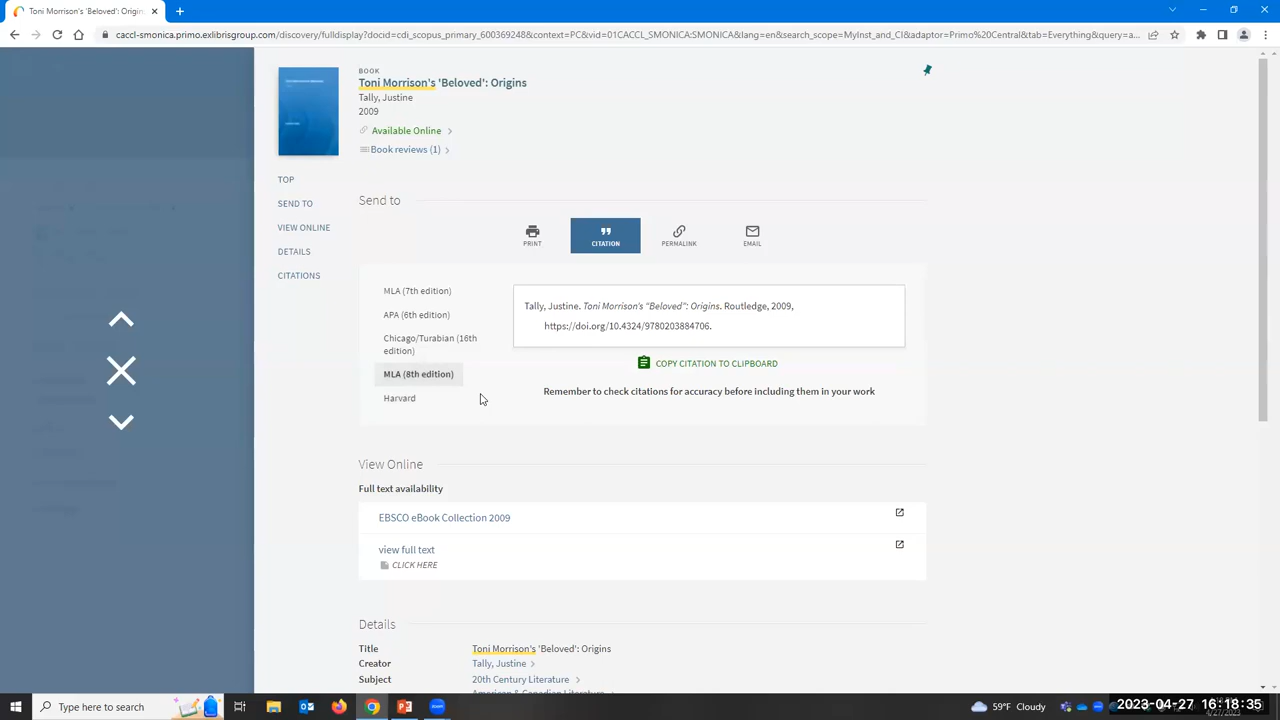 Toni Morrison's 'Beloved': Origin
caccl-smonica.primo.exlibrisgroup.com/discovery/fulldisplay?docid=cdi_scopus_primary_600369248&context=PC&vid=01CACCL_SMONICA:SMONICA&lang=en&search_scope=MyInst_and_CI&adaptor=Primo%20Central&tab=Everything&query=a...
BOOK
Toni Morrison's 'Beloved': Origins
Tally, Justine
2009
Available Online
Book reviews (1)
TOP
SEND TO
VIEW ONLINE
DETAILS
CITATIONS
Send to
PRINT
CITATION
PERMALINK
EMAIL
MLA (7th edition)
APA (6th edition)
Chicago/Turabian (16th
edition)
MLA (8th edition)
Harvard
Tally, Justine. Toni Morrison's “Beloved”: Origins. Routledge, 2009,
https://doi.org/10.4324/9780203884706.
COPY CITATION TO CLIPBOARD
Remember to check citations for accuracy before including them in your work
View Online
Full text availability
EBSCO eBook Collection 2009
view full text
CLICK HERE
Details
Title Toni Morrison's 'Beloved': Origins
Creator Tally, Justine
Subject 20th Century Literature
American & Canadian Literature
Type here to search
zoom
59°F Cloudy
2023-04-27 16:18:35